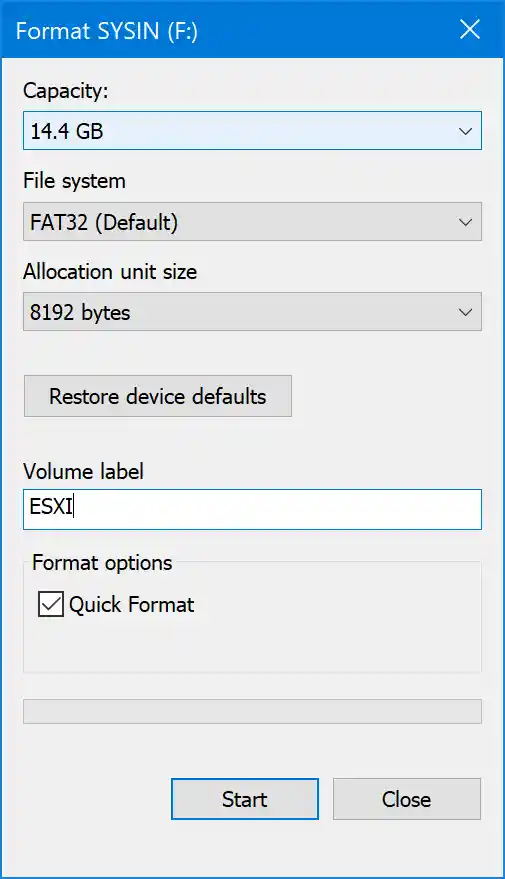 Format SYSIN (F:)
Capacity:
14.4 GB
File system
FAT32 (Default)
Allocation unit size
8192 bytes
Restore device defaults
Volume label
ESXI
Format options
Quick Format
Start Close